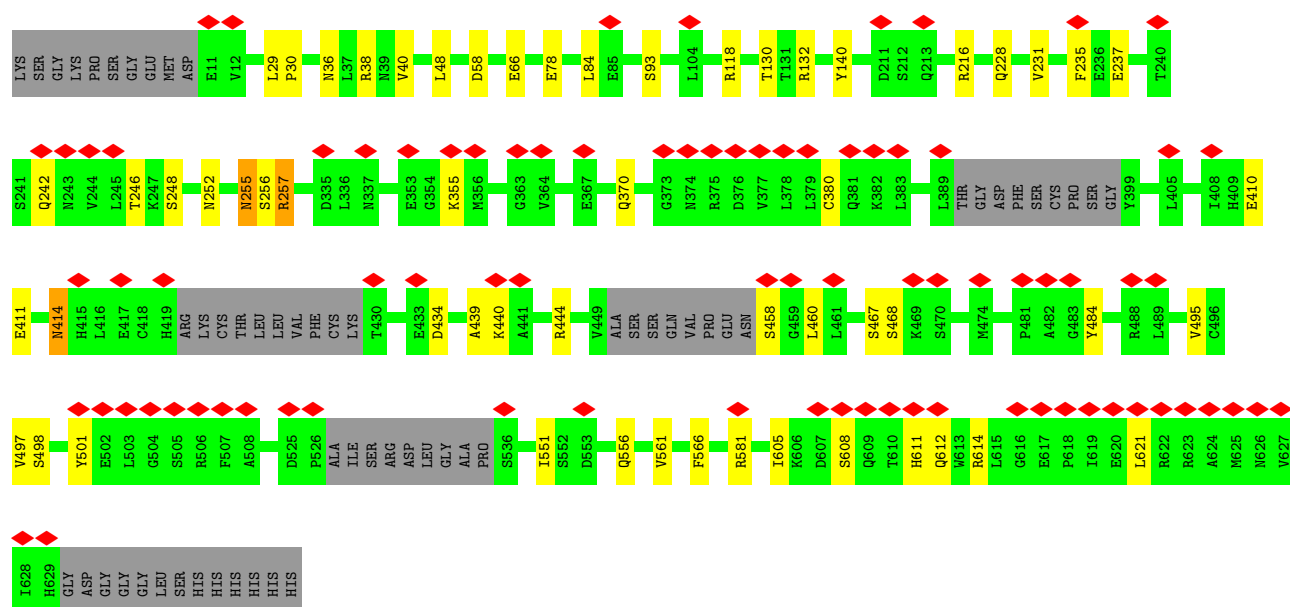 LYS SER GLY LYS PRO SER GLY GLU MET ASP E11 V12 L29 P30 N36 L37 R38 N39 V40 L48 D58 E66 E78 L84 E85 S93 L104 R118 T130 T131 R132 Y140 D211 S212 Q213 R216 Q228 V231 F235 E236 E237 T240
S241 Q242 N243 V244 L245 T246 K247 S248 N252 N255 S256 R257 D335 L336 N337 E353 G354 K355 M356 G363 V364 E367 Q370 G373 N374 R375 D376 V377 L378 L379 C380 Q381 K382 L383 L389 THR GLY ASP PHE SER CYS PRO SER GLY Y399 L405 I408 H409 E410
E411 N414 H415 L416 E417 C418 H419 ARG LYS CYS THR LEU LEU VAL PHE CYS LYS T430 E433 D434 A439 K440 A441 R444 V449 ALA SER SER GLN VAL PRO GLU ASN S458 G459 L460 L461 S467 S468 K469 S470 M474 P481 A482 G483 Y484 R488 L489 V495 C496
V497 S498 Y501 E502 L503 G504 S505 R506 F507 A508 D525 P526 ALA ILE SER ARG ASP LEU GLY ALA PRO S536 I551 S552 D553 Q556 V561 F566 R581 I605 K606 D607 S608 Q609 T610 H611 Q612 W613 R614 L615 G616 E617 P618 I619 E620 L621 R622 R623 A624 M625 N626 V627
I628 H629 GLY ASP GLY GLY GLY LEU SER HIS HIS HIS HIS HIS HIS